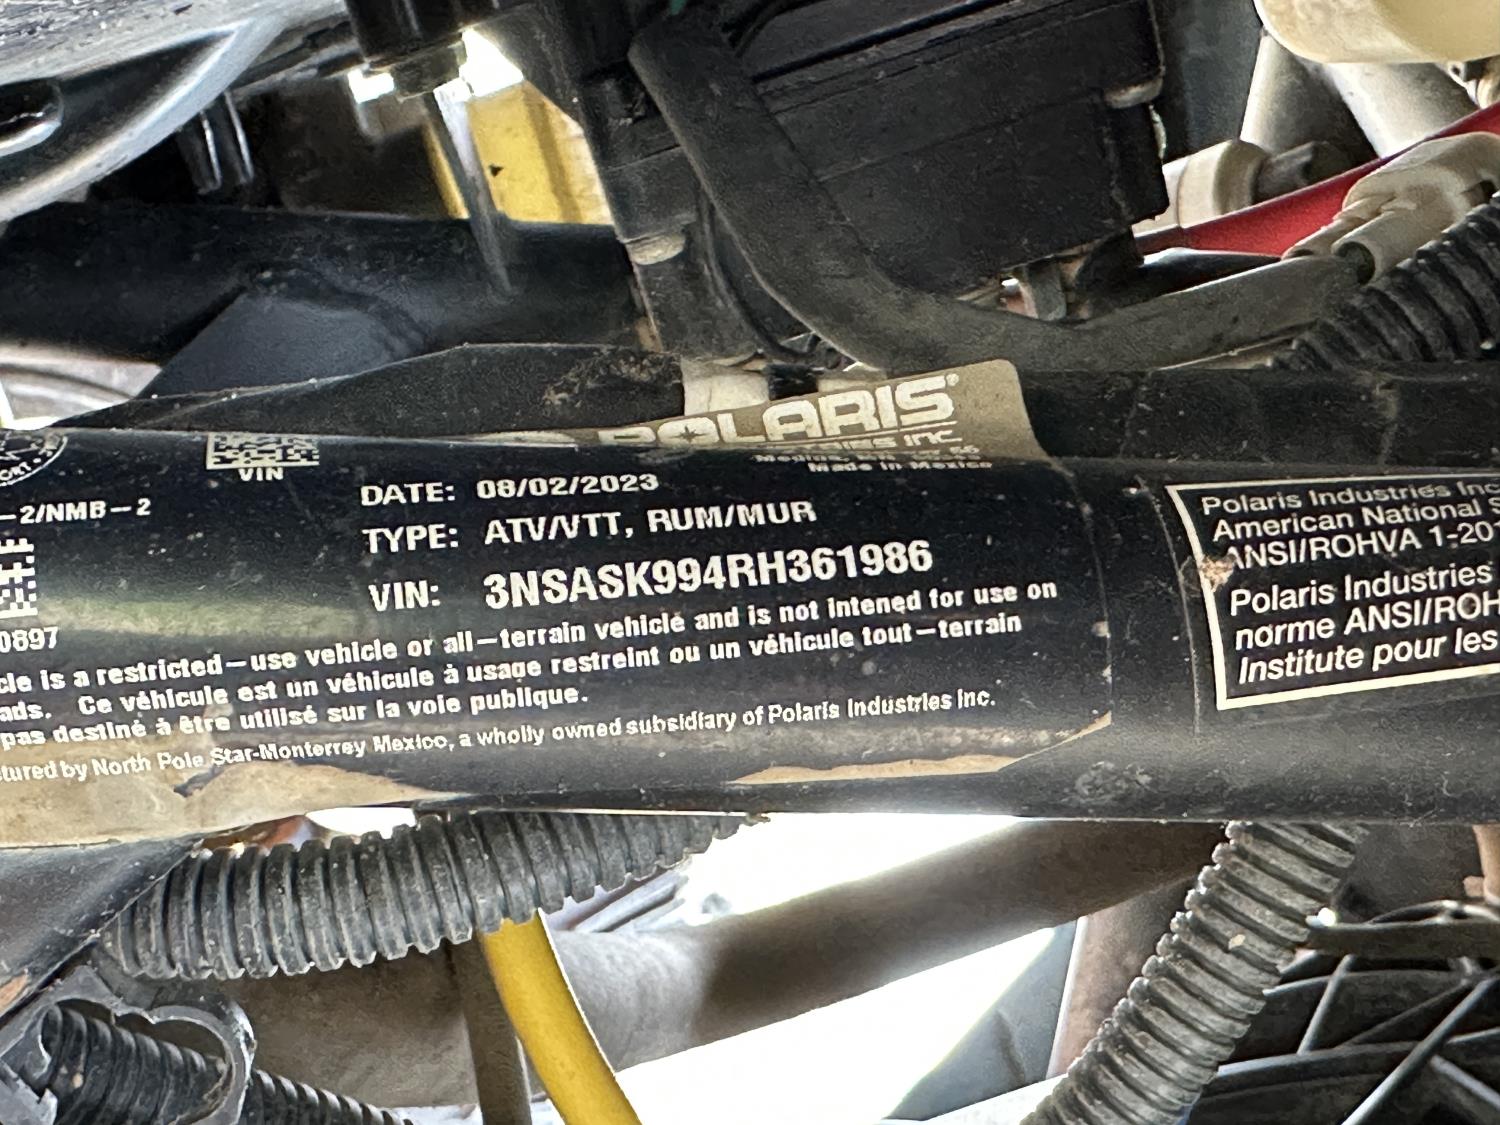 POLARIS®
Made in Mexico
VIN
-2/NMB-2
DATE: 08/02/2023
TYPE: ATV/VTT, RUM/MUR
VIN: 3NSASK994RH361986
0897
cle is a restricted-use vehicle or all-terrain vehicle and is not intened for use on
ads. Ce véhicule est un véhicule à usage restreint ou un véhicule tout-terrain
pas destiné à être utilisé sur la voie publique.
tured by North Pole Star-Monterrey Mexico, a wholly owned subsidiary of Polaris Industries Inc.
Polaris Industries Inc
American National S
ANSI/ROHVA 1-201
Polaris Industries
norme ANSI/ROH
Institute pour les